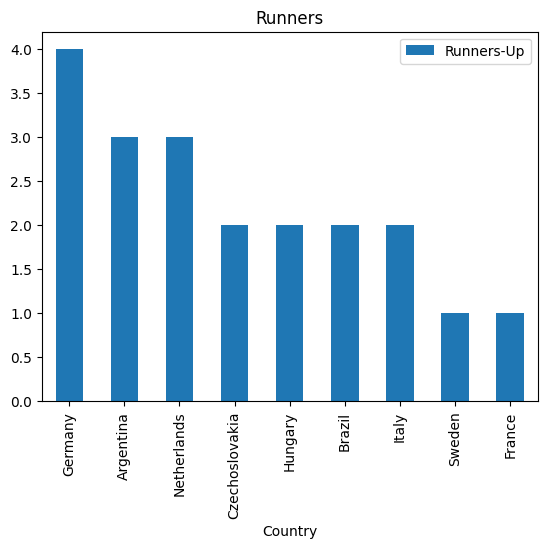 Runners
Runners-Up
4.0
3.5
3.0
2.5
2.0
1.5
1.0
0.5
0.0
Germany
Argentina
Netherlands
Czechoslovakia
Hungary
Brazil
Italy
Sweden
France
Country